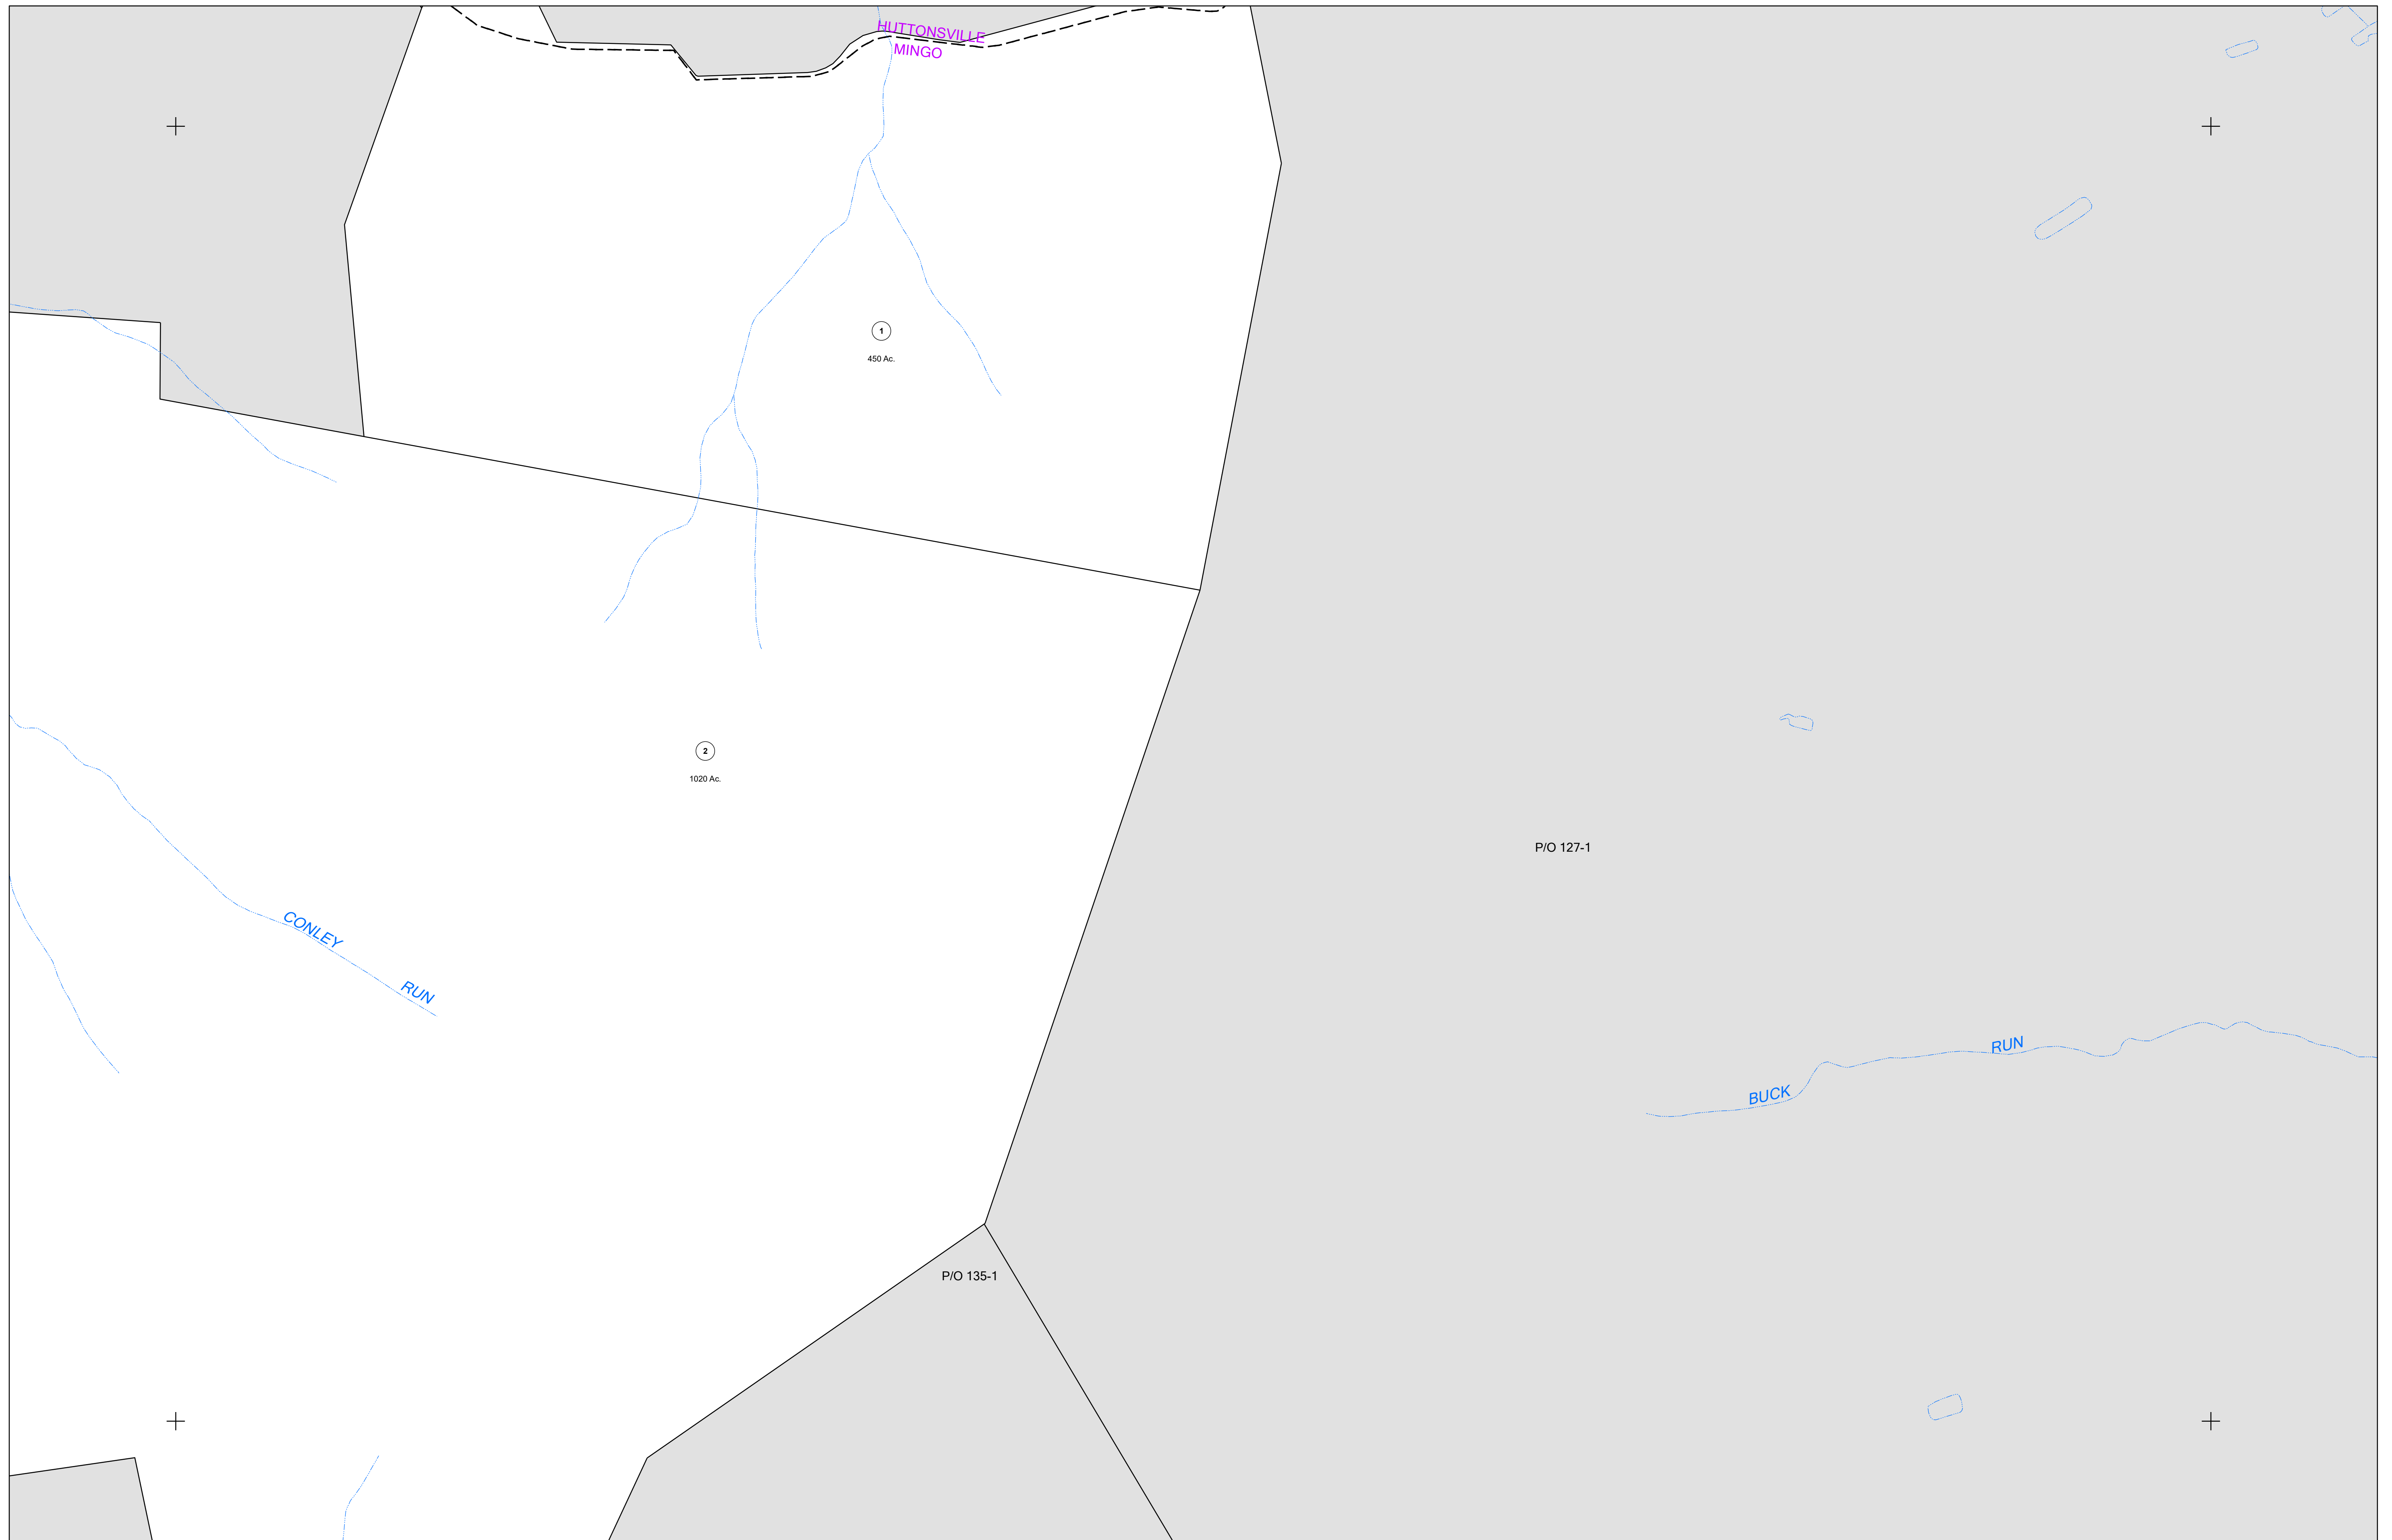 HUTTONSVILLE
MINGO
1
450 Ac.
2
1020 Ac.
P/O 127-1
CONLEY
RUN
RUN
BUCK
P/O 135-1